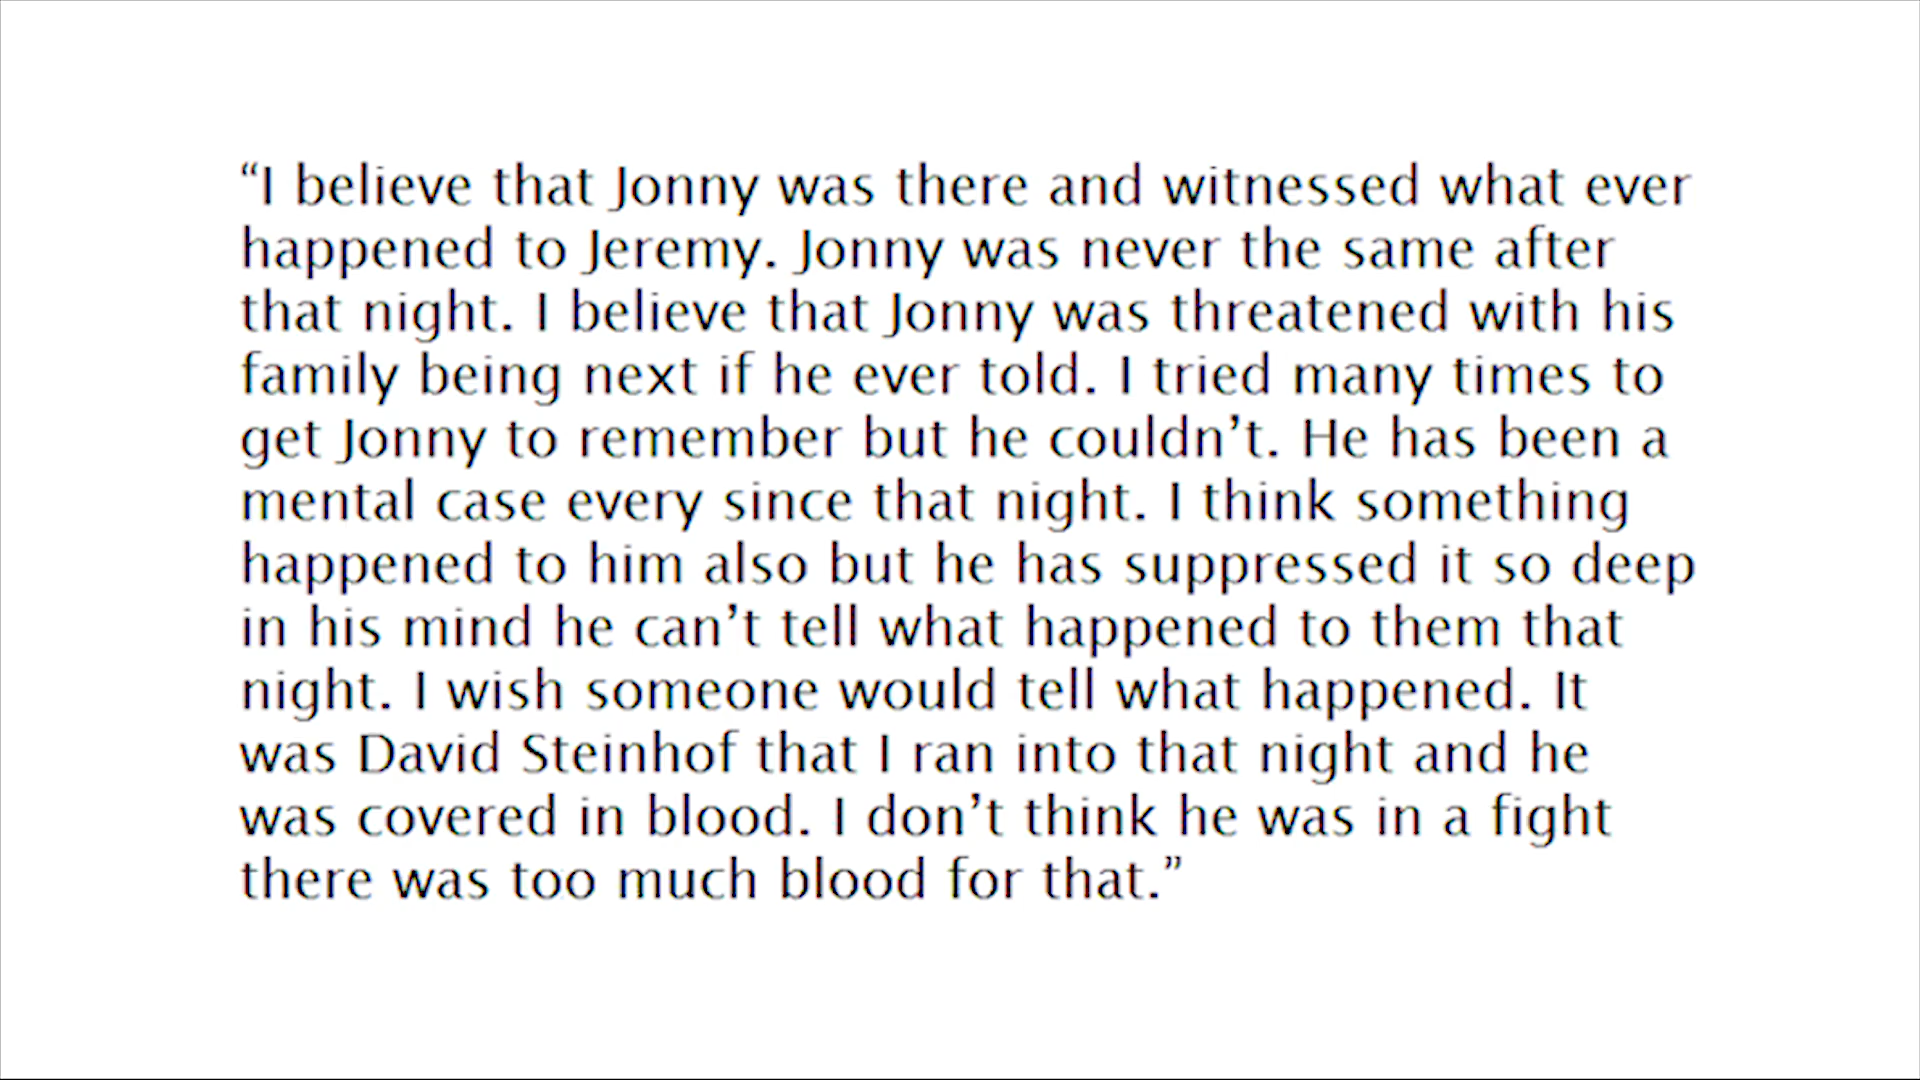 “I believe that Jonny was there and witnessed what ever
happened to Jeremy. Jonny was never the same after
that night. I believe that Jonny was threatened with his
family being next if he ever told. I tried many times to
get Jonny to remember but he couldn’t. He has been a
mental case every since that night. I think something
happened to him also but he has suppressed it so deep
in his mind he can’t tell what happened to them that
night. I wish someone would tell what happened. It
was David Steinhof that I ran into that night and he
was covered in blood. I don’t think he was in a fight
there was too much blood for that.”